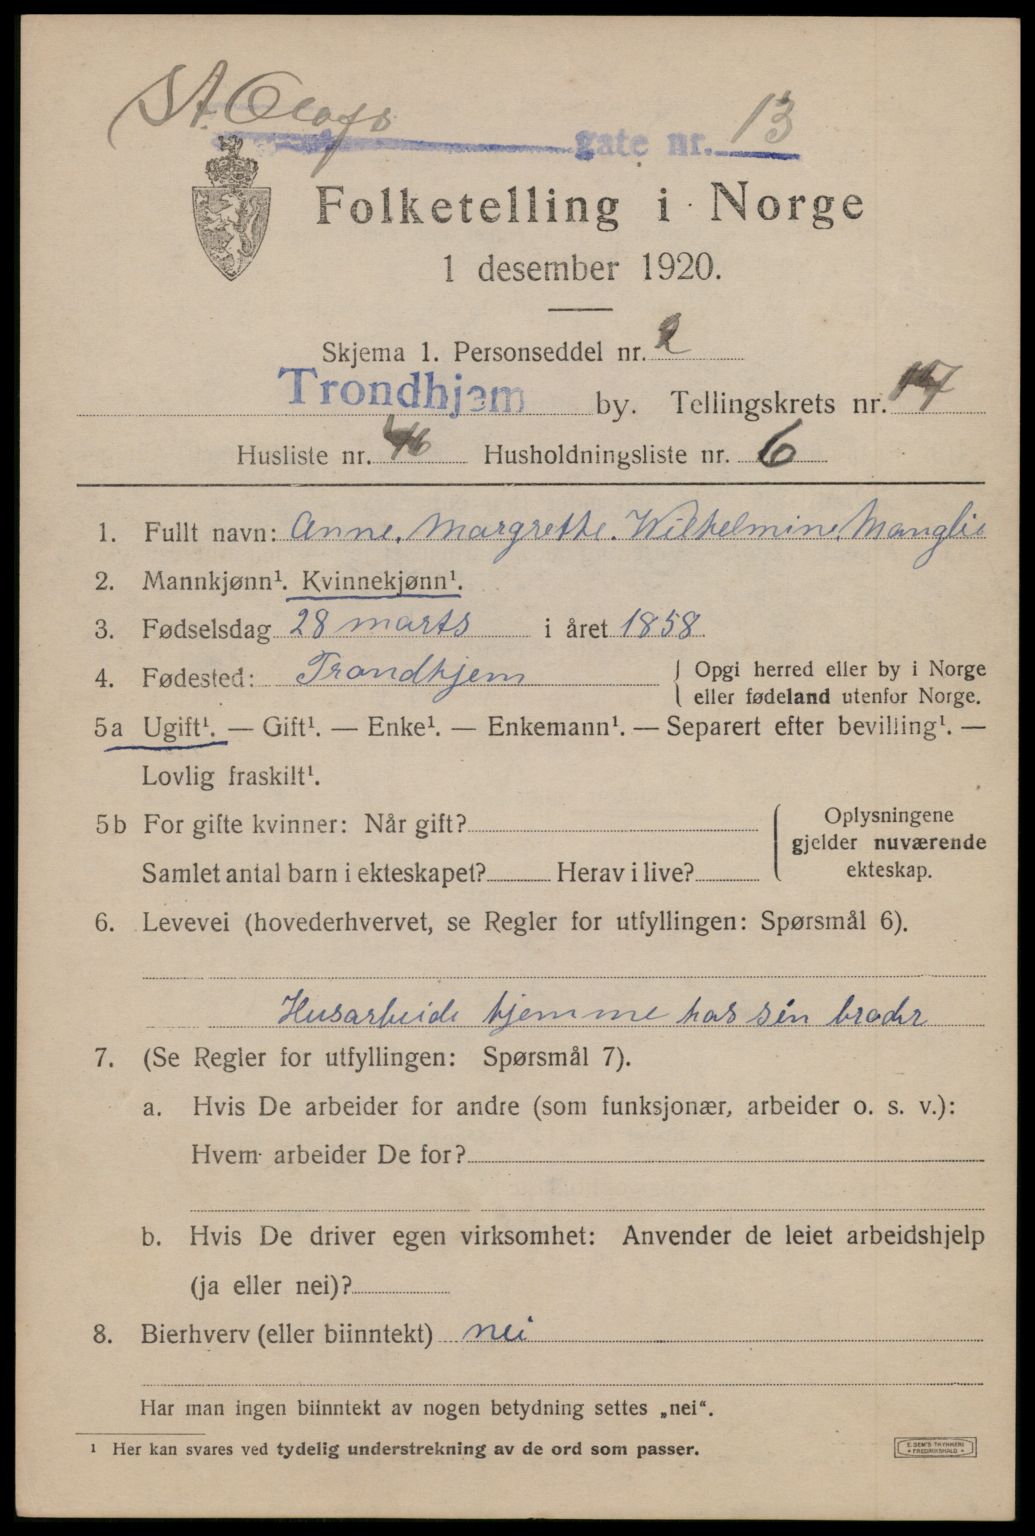 St. Olafs gate nr. 13
Folketelling i Norge
1 desember 1920.
Skjema 1. Personseddel nr. 2
Trondhjem by. Tellingskrets nr. 17
Husliste nr. 46 Husholdningsliste nr. 6
1. Fullt navn: Anne. Margrethe. Wilhelmine. Manglie
2. Mannkjønn¹. Kvinnekjønn¹.
3. Fødselsdag 28 marts i året 1858
4. Fødested: Trondhjem Opgi herred eller by i Norge
eller fødeland utenfor Norge.
5a Ugift¹. — Gift¹. — Enke¹. — Enkemann¹. — Separert efter bevilling¹. —
Lovlig fraskilt¹.
5b For gifte kvinner: Når gift? Oplysningene
gjelder nuværende
Samlet antal barn i ekteskapet? Herav i live? ekteskap.
6. Levevei (hovederhvervet, se Regler for utfyllingen: Spørsmål 6).
Husarbeide hjemme hos sin broder
7. (Se Regler for utfyllingen: Spørsmål 7).
a. Hvis De arbeider for andre (som funksjonær, arbeider o. s. v.):
Hvem arbeider De for?
b. Hvis De driver egen virksomhet: Anvender de leiet arbeidshjelp
(ja eller nei)?
8. Bierhverv (eller biinntekt) nei
Har man ingen biinntekt av nogen betydning settes „nei“.
¹ Her kan svares ved tydelig understrekning av de ord som passer.
E. SEM'S TRYKKERI
FREDRIKSHALD